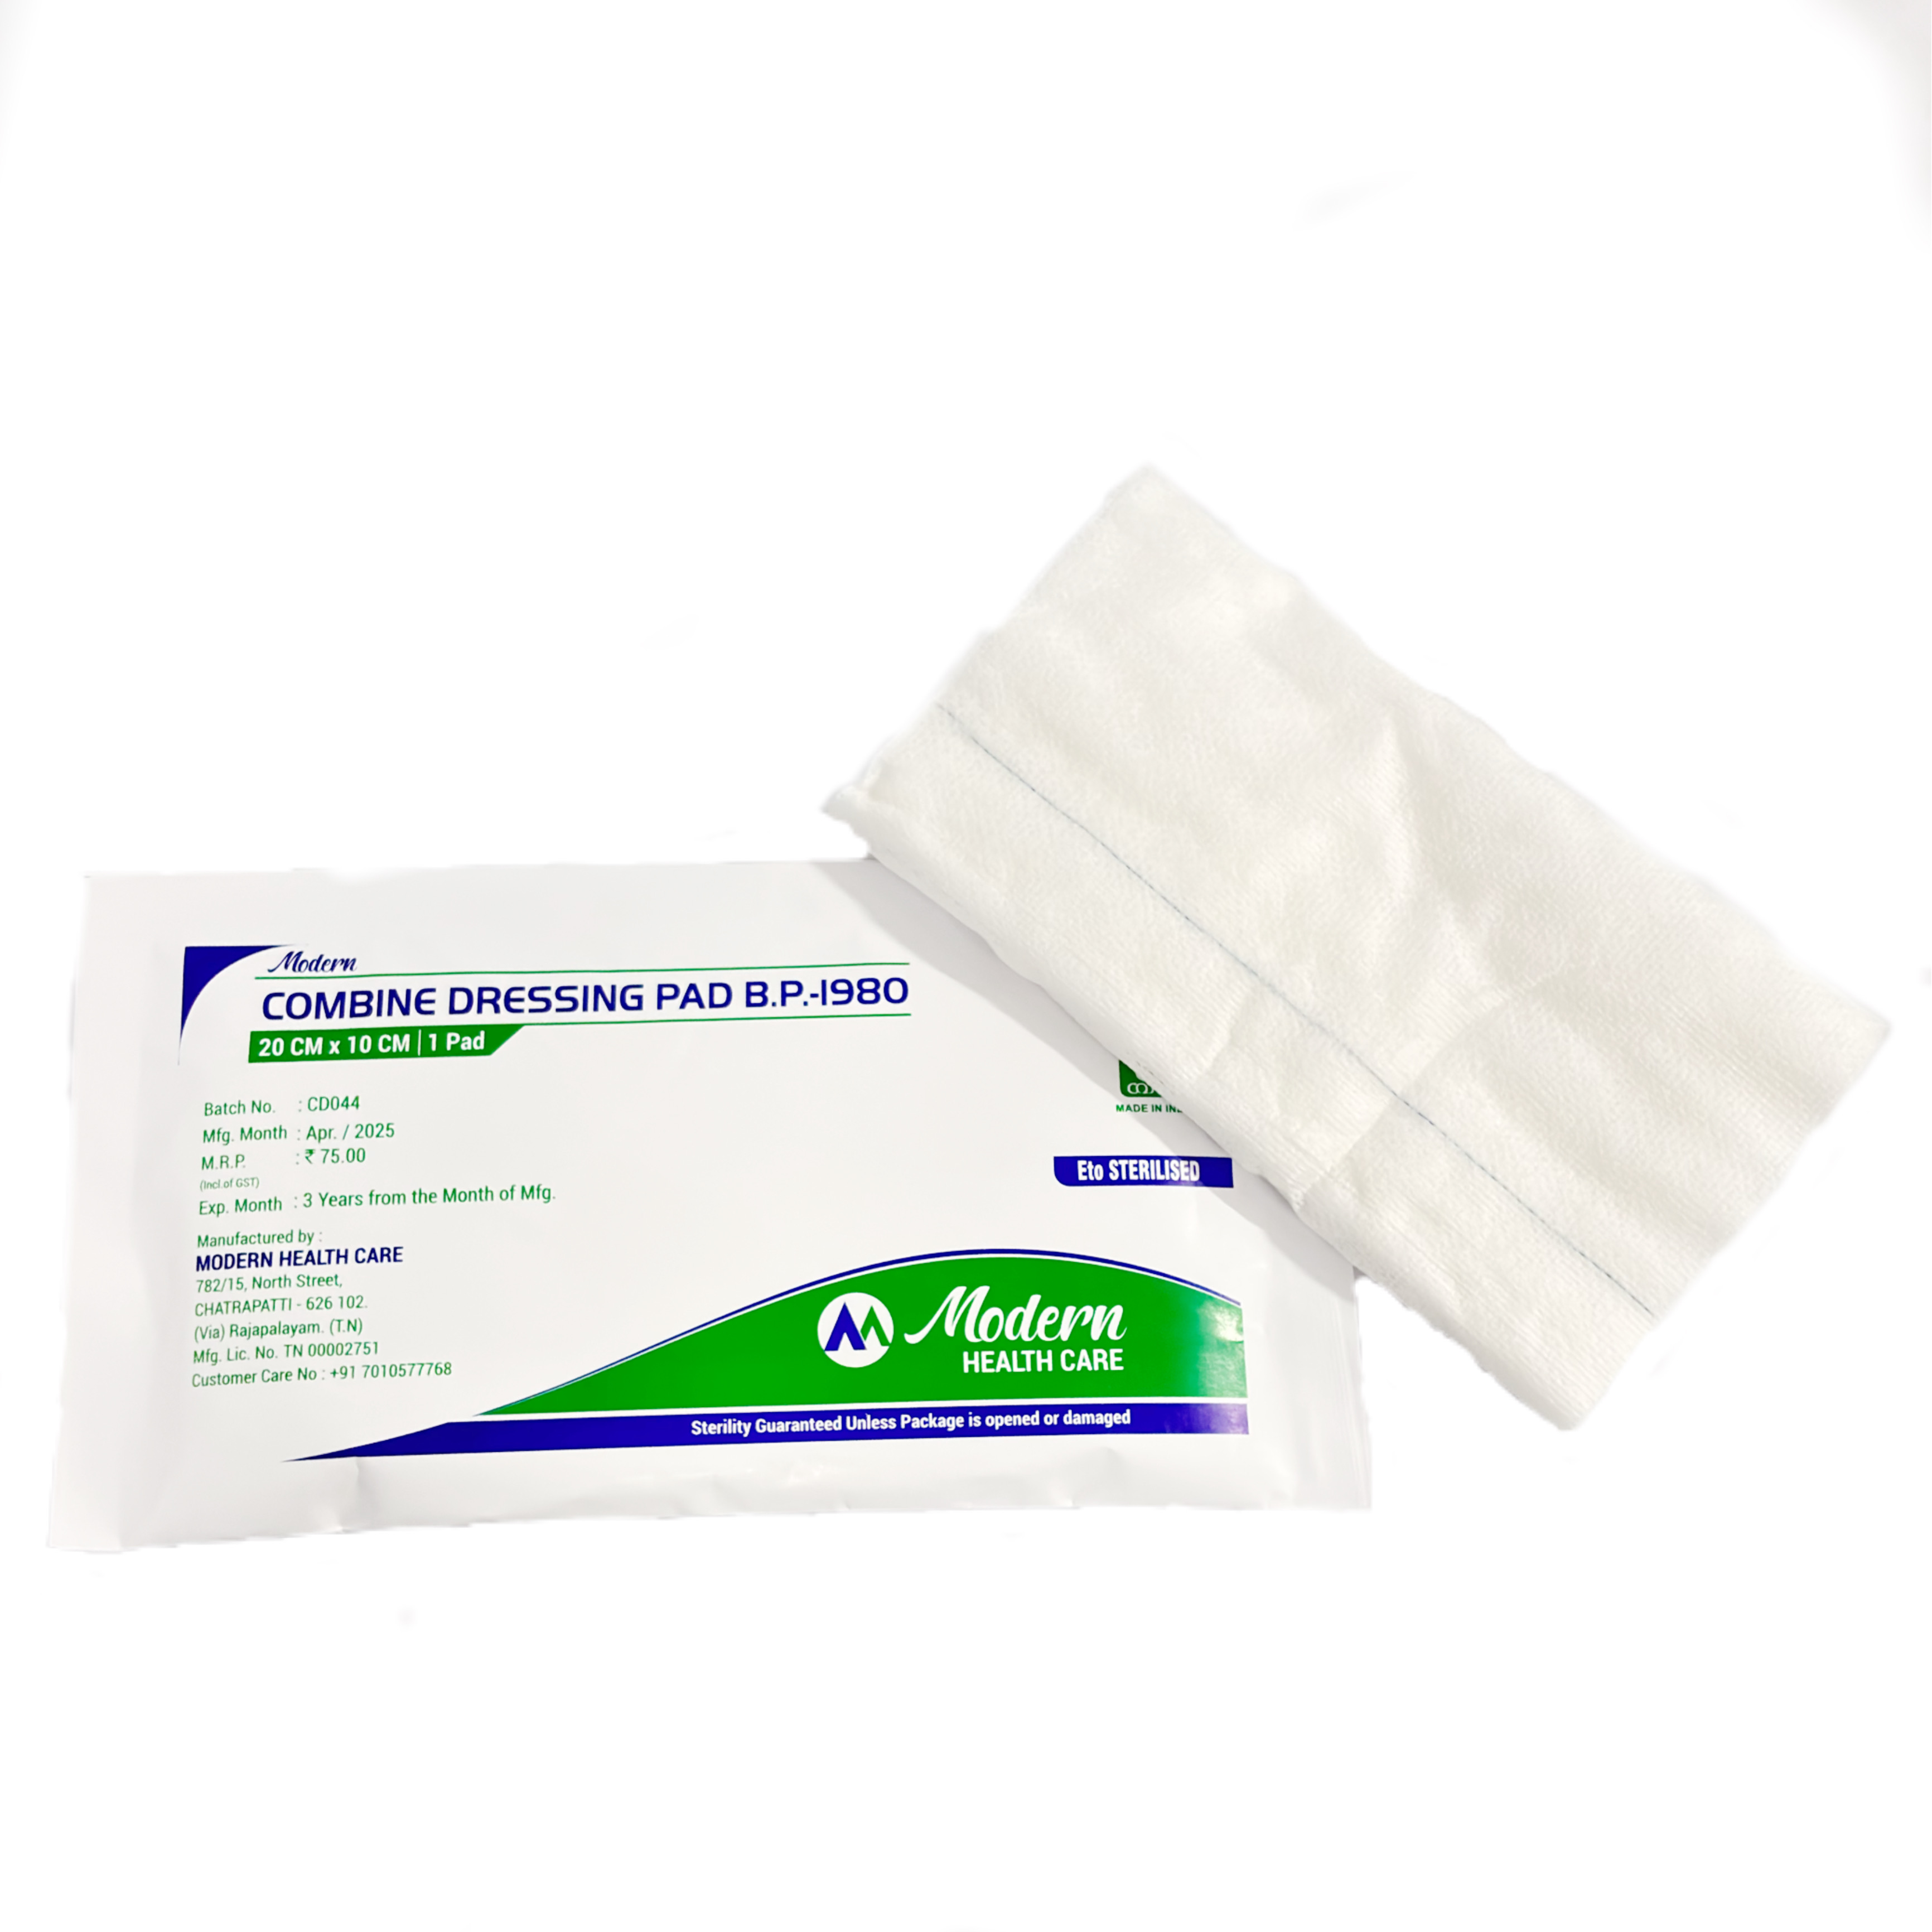 Modern
COMBINE DRESSING PAD B.P.-1980
20 CM x 10 CM | 1 Pad
Batch No. : CD044
Mfg. Month : Apr. / 2025
M.R.P. : ₹ 75.00
(Incl.of GST)
Exp. Month : 3 Years from the Month of Mfg.
Manufactured by :
MODERN HEALTH CARE
782/15, North Street,
CHATRAPATTI - 626 102.
(Via) Rajapalayam. (T.N)
Mfg. Lic. No. TN 00002751
Customer Care No : +91 7010577768
MADE IN
Eto STERILISED
Modern
HEALTH CARE
Sterility Guaranteed Unless Package is opened or damaged